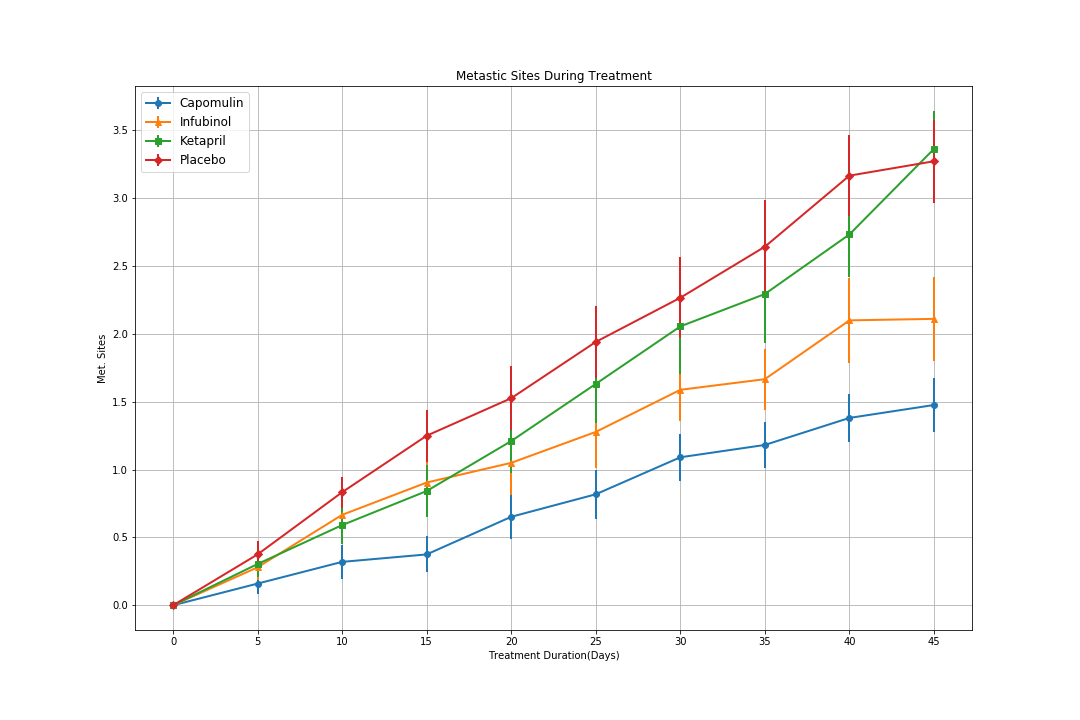 Metastic Sites During Treatment
Capomulin
Infubinol
Ketapril
Placebo
3.5
3.0
2.5
2.0
1.5
1.0
0.5
0.0
Met. Sites
0 5 10 15 20 25 30 35 40 45
Treatment Duration(Days)